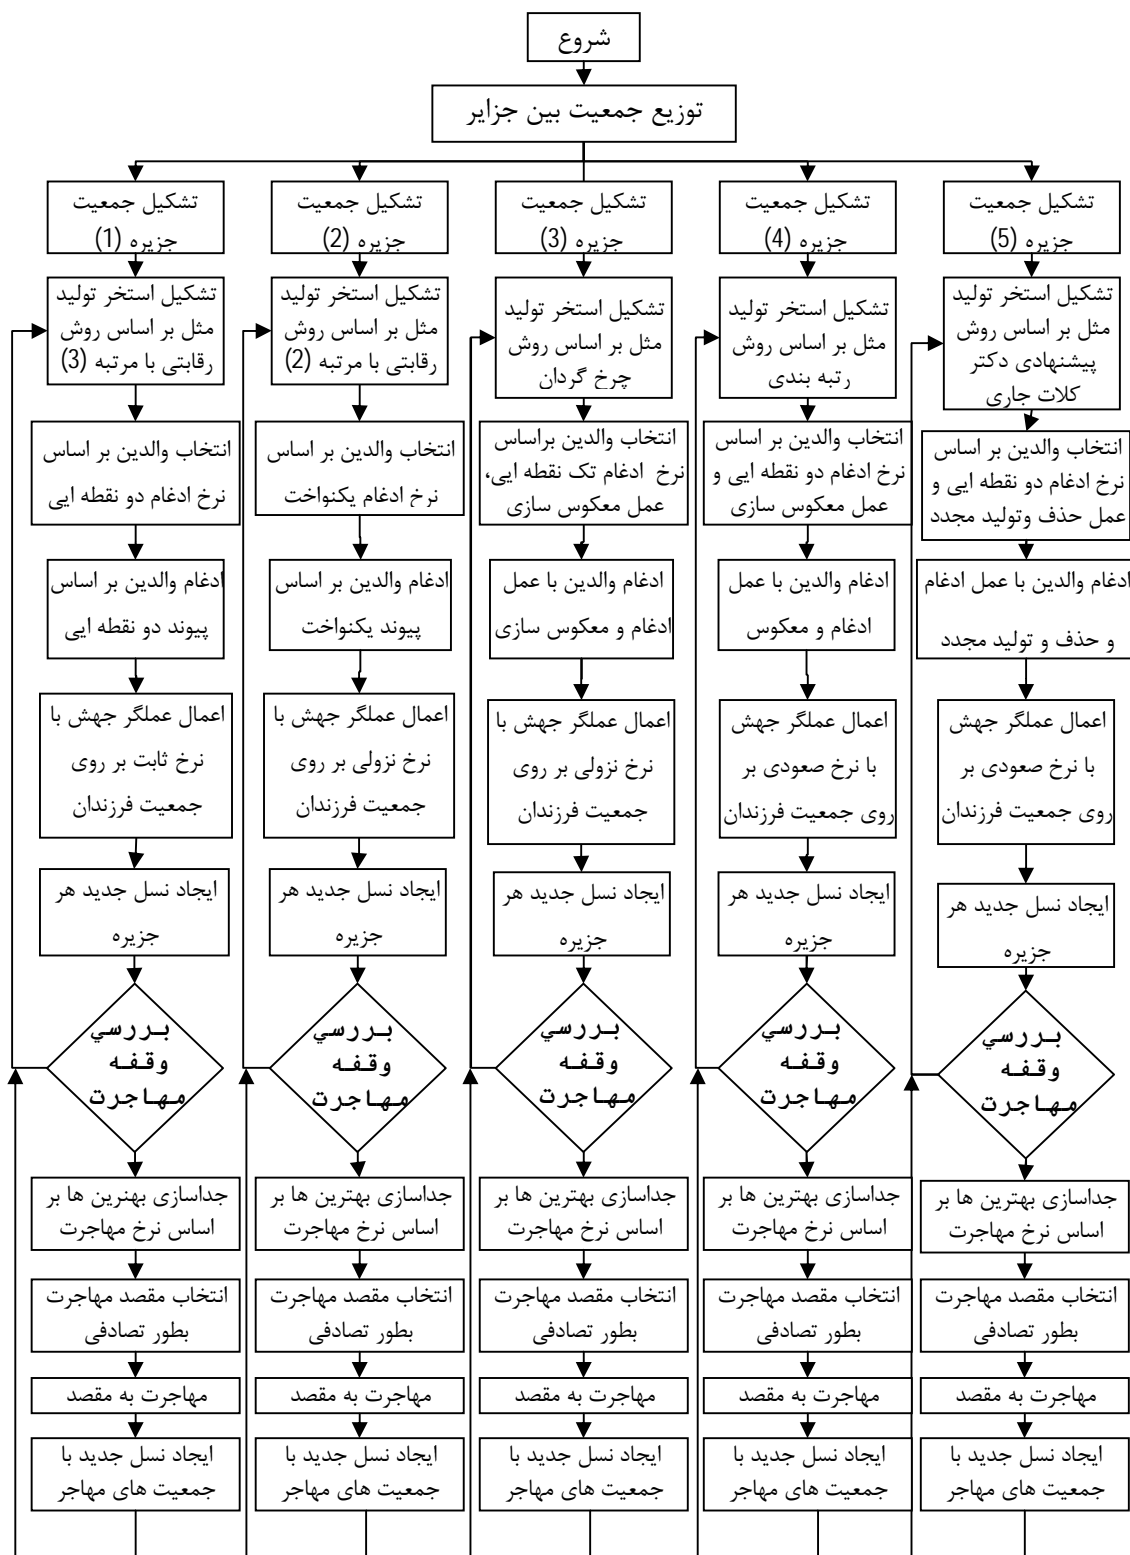 شروع
توزیع جمعیت بین جزایر
تشکیل جمعیت
جزیره (1)
تشکیل استخر تولید
مثل بر اساس روش
رقابتی با مرتبه (3)
انتخاب والدین بر اساس
نرخ ادغام دو نقطه ایی
ادغام والدین بر اساس
پیوند دو نقطه ایی
اعمال عملگر جهش با
نرخ ثابت بر روی
جمعیت فرزندان
ایجاد نسل جدید هر
جزیره
بررسي
وقفه
مهاجرت
جداسازی بهنرین ها بر
اساس نرخ مهاجرت
انتخاب مقصد مهاجرت
بطور تصادفی
مهاجرت به مقصد
ایجاد نسل جدید با
جمعیت های مهاجر
تشکیل جمعیت
جزیره (2)
تشکیل استخر تولید
مثل بر اساس روش
رقابتی با مرتبه (2)
انتخاب والدین بر اساس
نرخ ادغام یکنواخت
ادغام والدین بر اساس
پیوند یکنواخت
اعمال عملگر جهش با
نرخ نزولی بر روی
جمعیت فرزندان
ایجاد نسل جدید هر
جزیره
بررسي
وقفه
مهاجرت
جداسازی بهترین ها بر
اساس نرخ مهاجرت
انتخاب مقصد مهاجرت
بطور تصادفی
مهاجرت به مقصد
ایجاد نسل جدید با
جمعیت های مهاجر
تشکیل جمعیت
جزیره (3)
تشکیل استخر تولید
مثل بر اساس روش
چرخ گردان
انتخاب والدین براساس
نرخ ادغام تک نقطه ایی،
عمل معکوس سازی
ادغام والدین با عمل
ادغام و معکوس سازی
اعمال عملگر جهش با
نرخ نزولی بر روی
جمعیت فرزندان
ایجاد نسل جدید هر
جزیره
بررسي
وقفه
مهاجرت
جداسازی بهترین ها بر
اساس نرخ مهاجرت
انتخاب مقصد مهاجرت
بطور تصادفی
مهاجرت به مقصد
ایجاد نسل جدید با
جمعیت های مهاجر
تشکیل جمعیت
جزیره (4)
تشکیل استخر تولید
مثل بر اساس روش
رتبه بندی
انتخاب والدین بر اساس
نرخ ادغام دو نقطه ایی و
عمل معکوس سازی
ادغام والدین با عمل
ادغام و معکوس
اعمال عملگر جهش
با نرخ صعودی بر
روی جمعیت فرزندان
ایجاد نسل جدید هر
جزیره
بررسي
وقفه
مهاجرت
جداسازی بهترین ها بر
اساس نرخ مهاجرت
انتخاب مقصد مهاجرت
بطور تصادفی
مهاجرت به مقصد
ایجاد نسل جدید با
جمعیت های مهاجر
تشکیل جمعیت
جزیره (5)
تشکیل استخر تولید
مثل بر اساس روش
پیشنهادی دکتر
کلات جاری
انتخاب والدین بر اساس
نرخ ادغام دو نقطه ایی و
عمل حذف وتولید مجدد
ادغام والدین با عمل ادغام
و حذف و تولید مجدد
اعمال عملگر جهش
با نرخ صعودی بر
روی جمعیت فرزندان
ایجاد نسل جدید هر
جزیره
بررسي
وقفه
مهاجرت
جداسازی بهترین ها بر
اساس نرخ مهاجرت
انتخاب مقصد مهاجرت
بطور تصادفی
مهاجرت به مقصد
ایجاد نسل جدید با
جمعیت های مهاجر